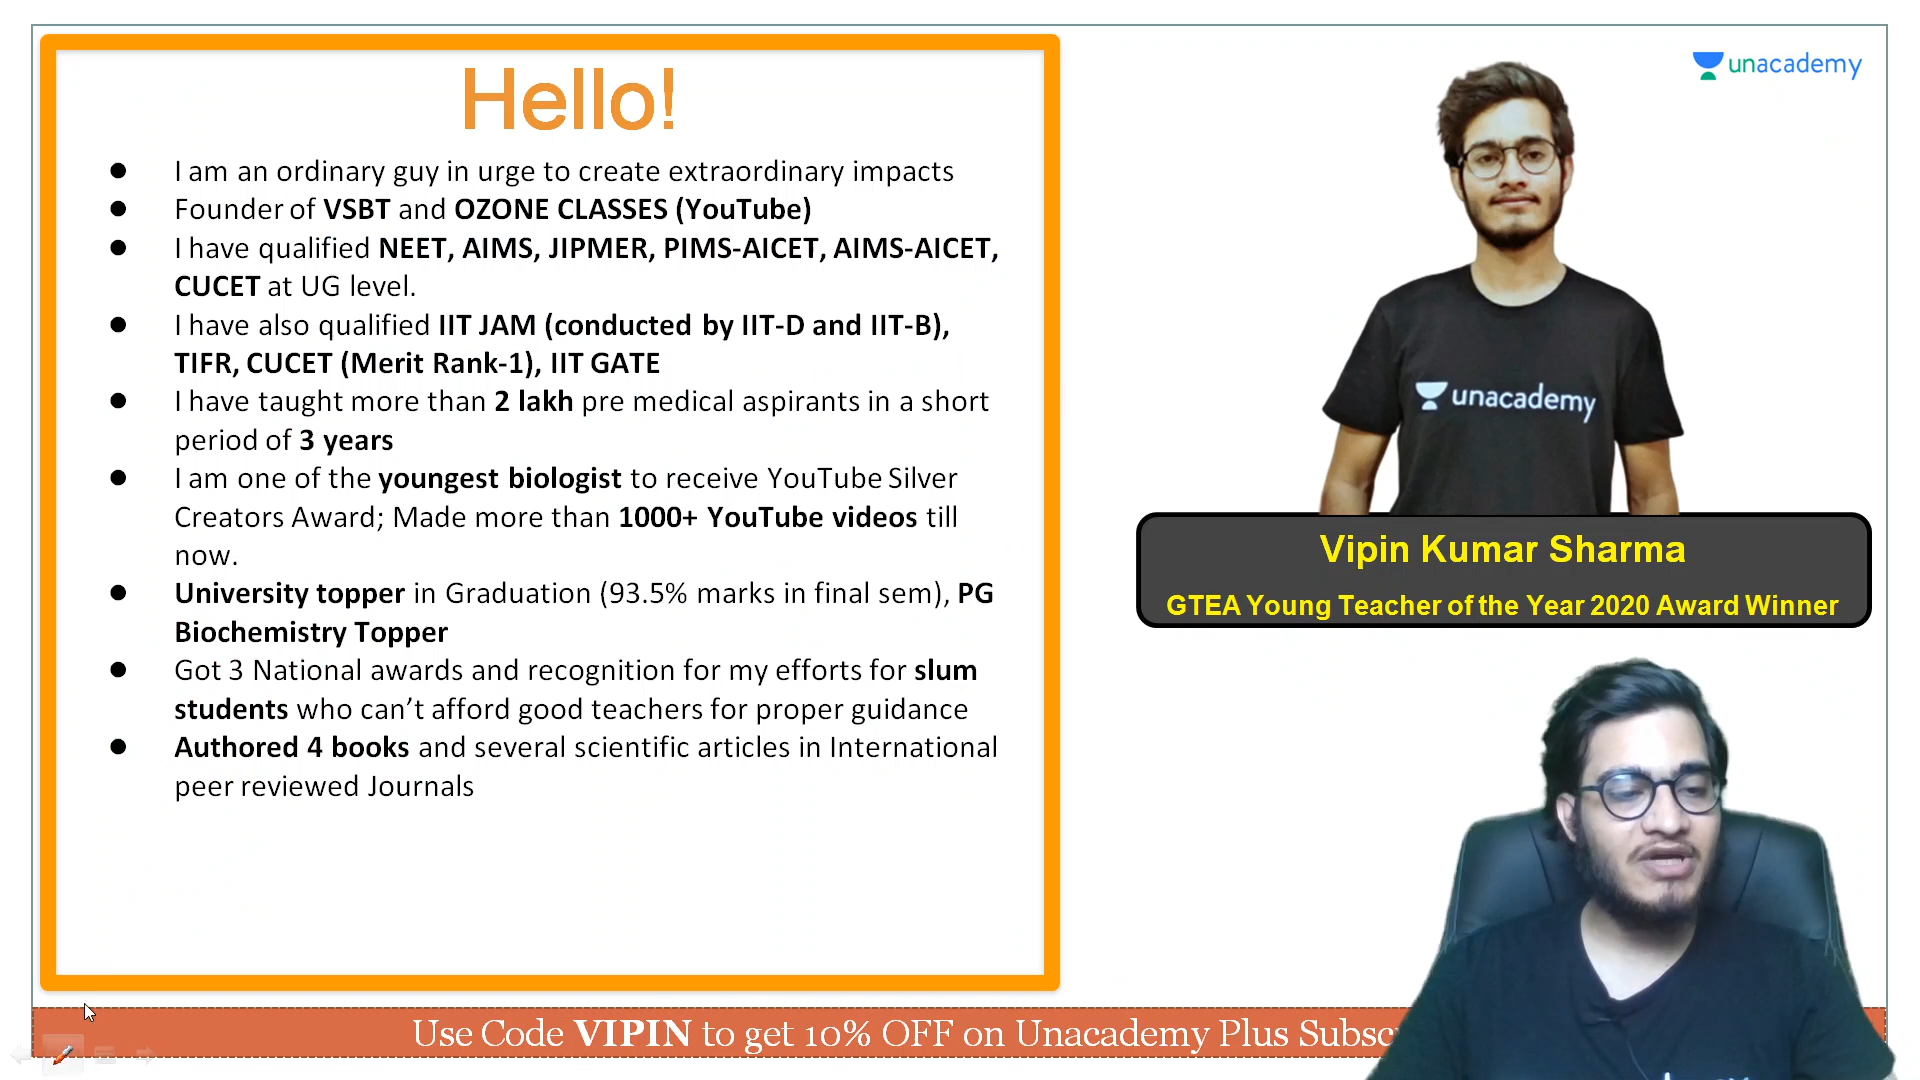 Hello!
I am an ordinary guy in urge to create extraordinary impacts
Founder of VSBT and OZONE CLASSES (YouTube)
I have qualified NEET, AIMS, JIPMER, PIMS-AICET, AIMS-AICET,
CUCET at UG level.
I have also qualified IIT JAM (conducted by IIT-D and IIT-B),
TIFR, CUCET (Merit Rank-1), IIT GATE
I have taught more than 2 lakh pre medical aspirants in a short
period of 3 years
I am one of the youngest biologist to receive YouTube Silver
Creators Award; Made more than 1000+ YouTube videos till
now.
University topper in Graduation (93.5% marks in final sem), PG
Biochemistry Topper
Got 3 National awards and recognition for my efforts for slum
students who can't afford good teachers for proper guidance
Authored 4 books and several scientific articles in International
peer reviewed Journals
unacademy
unacademy
Vipin Kumar Sharma
GTEA Young Teacher of the Year 2020 Award Winner
Use Code VIPIN to get 10% OFF on Unacademy Plus